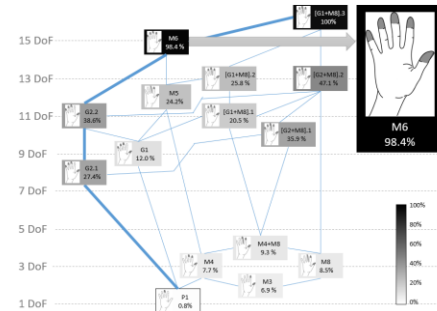 15 DoF
13 DoF
11 DoF
9 DoF
7 DoF
5 DoF
3 DoF
1 DoF
[G1+M8].3
100%
M6
98.4 %
[G1+M8].2
25.8 %
[G2+M8].2
47.1 %
M5
24.2%
G2.2
38.6%
[G1+M8].1
20.5 %
[G2+M8].1
35.9 %
G1
12.0 %
G2.1
27.4%
M4+M8
9.3 %
M4
7.7 %
M8
8.5%
M3
6.9 %
P1
0.8%
M6
98.4%
100%
80%
60%
40%
20%
0%